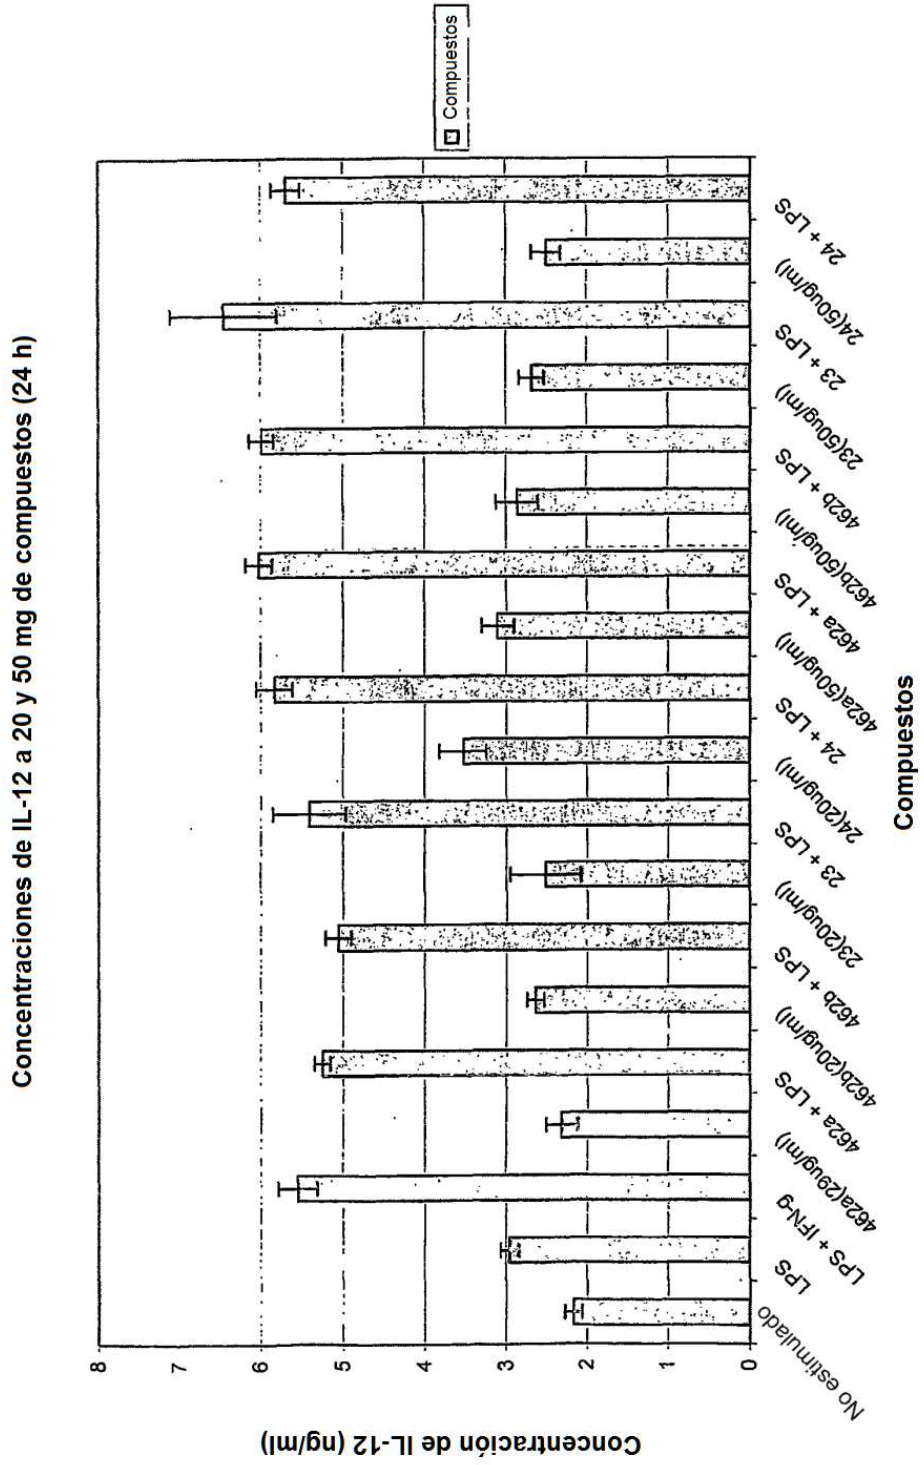 Concentraciones de IL-12 a 20 y 50 mg de compuestos (24 h)
Concentración de IL-12 (ng/ml)
8
7
6
5
4
3
2
1
0
No estimulado
LPS
LPS + IFN-g
462a(29ug/ml)
462a + LPS
462b(20ug/ml)
462b + LPS
23(20ug/ml)
23 + LPS
24(20ug/ml)
24 + LPS
462a(50ug/ml)
462a + LPS
462b(50ug/ml)
462b + LPS
23(50ug/ml)
23 + LPS
24(50ug/ml)
24 + LPS
Compuestos
Compuestos